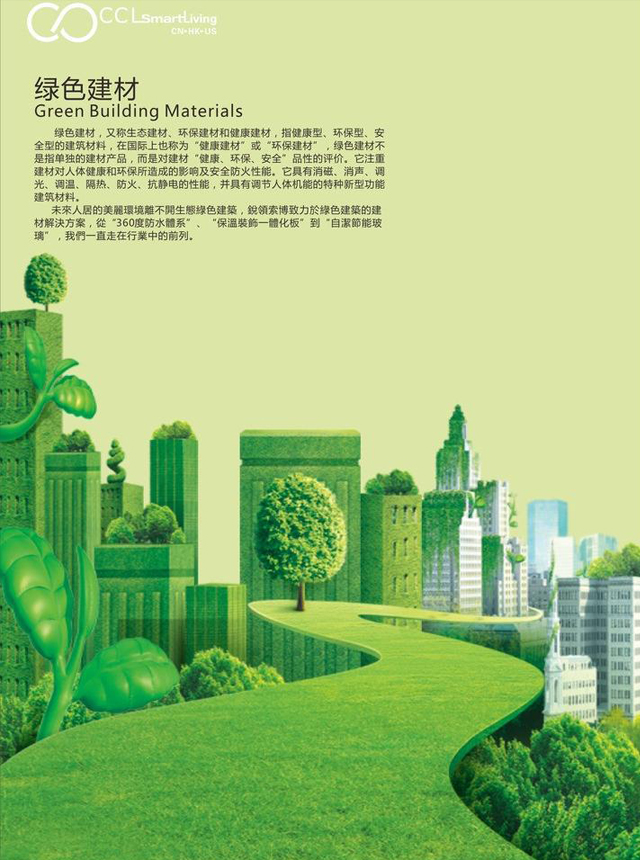 CCLSmartLiving
CN•HK•US
绿色建材
Green Building Materials
绿色建材，又称生态建材、环保建材和健康建材，指健康型、环保型、安
全型的建筑材料，在国际上也称为“健康建材”或“环保建材”，绿色建材不
是指单独的建材产品，而是对建材“健康、环保、安全”品性的评价。它注重
建材对人体健康和环保所造成的影响及安全防火性能。它具有消磁、消声、调
光、调温、隔热、防火、抗静电的性能，并具有调节人体机能的特种新型功能
建筑材料。
未來人居的美麗環境離不開生態綠色建築，銳領索博致力於綠色建築的建
材解決方案，從“360度防水體系”、“保溫裝飾一體化板”到“自潔節能玻
璃”，我們一直走在行業中的前列。